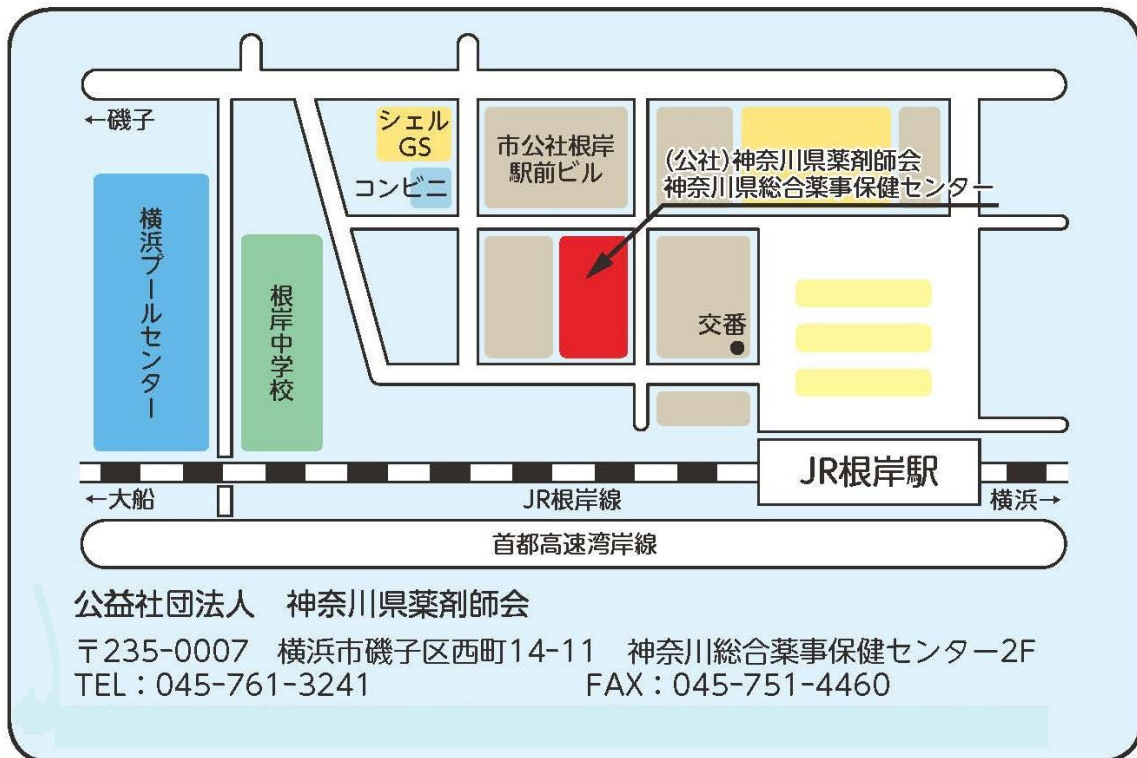 ←磯子
シェル
GS
コンビニ
市公社根岸
駅前ビル
(公社)神奈川県薬剤師会
神奈川県総合薬事保健センター
横浜プールセンター
根岸中学校
交番
JR根岸駅
←大船
JR根岸線
横浜→
首都高速湾岸線
公益社団法人　神奈川県薬剤師会
〒235-0007　横浜市磯子区西町14-11　神奈川総合薬事保健センター2F
TEL：045-761-3241　FAX：045-751-4460